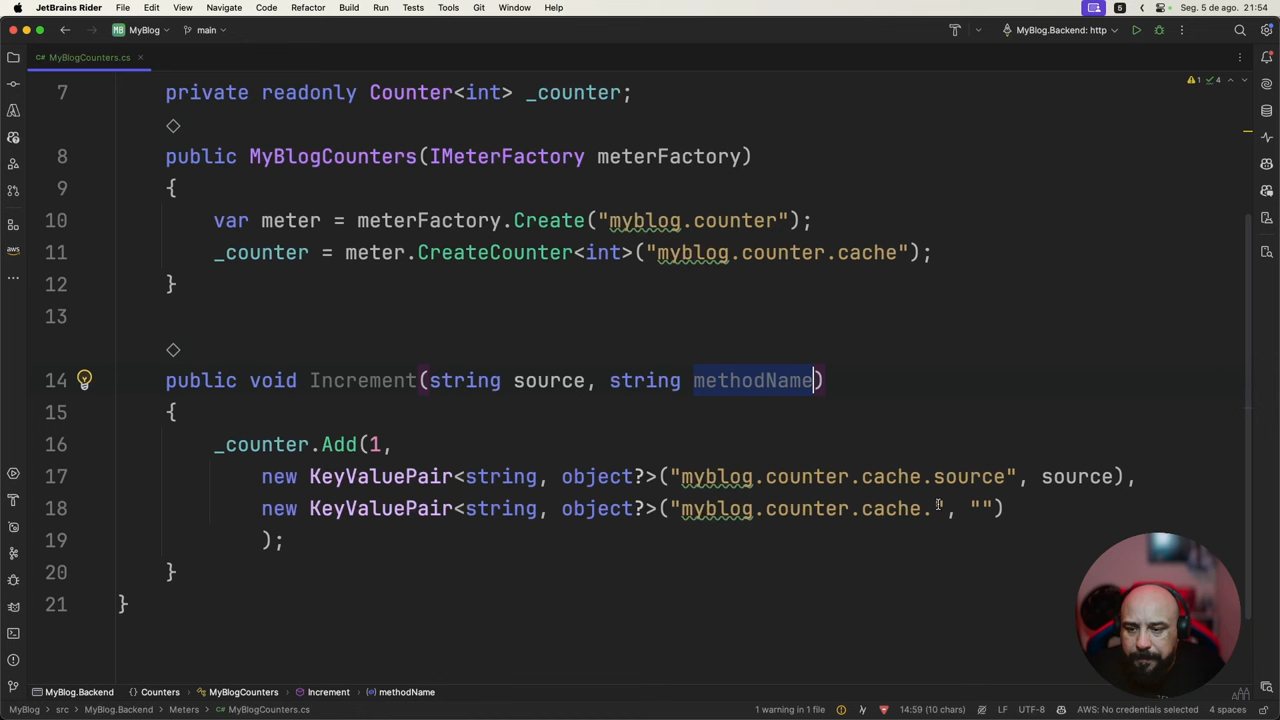 JetBrains Rider File Edit View Navigate Code Refactor Build Run Tests Tools Git Window Help 5 Seg. 5 de ago. 21:54
MB MyBlog main MyBlog.Backend: http
C# MyBlogCounters.cs
7 private readonly Counter<int> _counter;
8 public MyBlogCounters(IMeterFactory meterFactory)
9 {
10 var meter = meterFactory.Create("myblog.counter");
11 _counter = meter.CreateCounter<int>("myblog.counter.cache");
12 }
13
14 public void Increment(string source, string methodName)
15 {
16 _counter.Add(1,
17 new KeyValuePair<string, object?>("myblog.counter.cache.source", source),
18 new KeyValuePair<string, object?>("myblog.counter.cache.", "")
19 );
20 }
21 }
1 4
aws
MyBlog.Backend Counters MyBlogCounters Increment methodName
MyBlog > src > MyBlog.Backend > Meters > MyBlogCounters.cs 1 warning in 1 file 14:59 (10 chars) LF UTF-8 AWS: No credentials selected 4 spaces